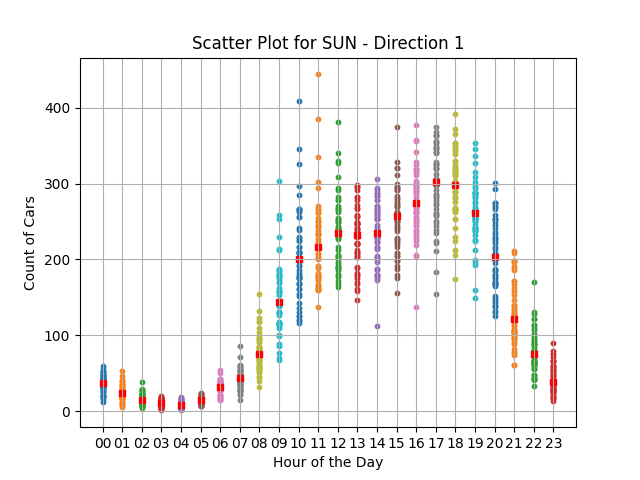 Scatter Plot for SUN - Direction 1
Count of Cars
400
300
200
100
0
00 01 02 03 04 05 06 07 08 09 10 11 12 13 14 15 16 17 18 19 20 21 22 23
Hour of the Day